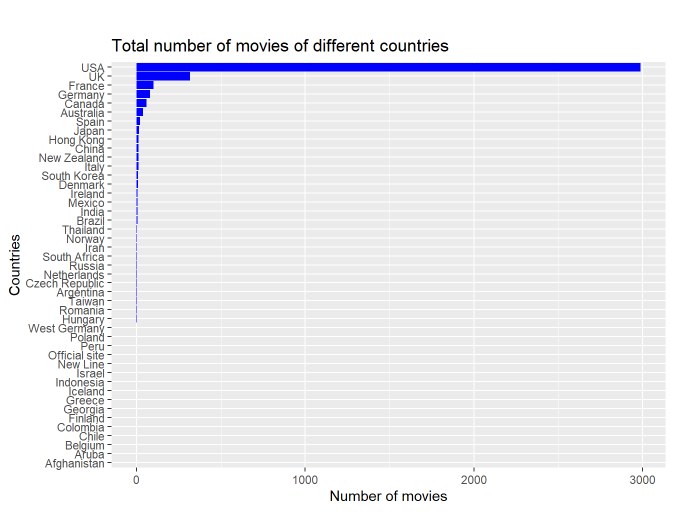 Total number of movies of different countries
Countries
USA
UK
France
Germany
Canada
Australia
Spain
Japan
Hong Kong
China
New Zealand
Italy
South Korea
Denmark
Ireland
Mexico
India
Brazil
Thailand
Norway
Iran
South Africa
Russia
Netherlands
Czech Republic
Argentina
Taiwan
Romania
Hungary
West Germany
Poland
Peru
Official site
New Line
Israel
Indonesia
Iceland
Greece
Georgia
Finland
Colombia
Chile
Belgium
Aruba
Afghanistan
0 1000 2000 3000
Number of movies